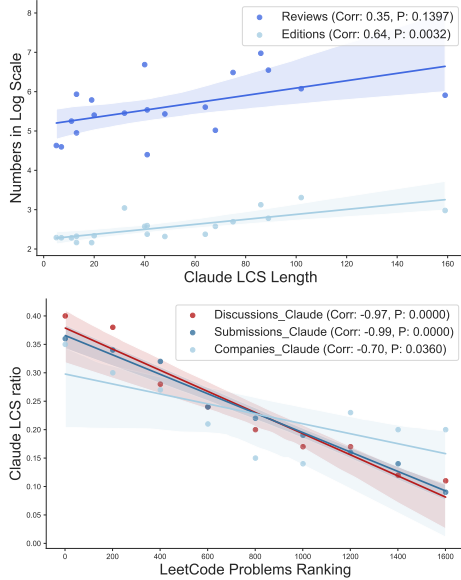 Reviews (Corr: 0.35, P: 0.1397)
Editions (Corr: 0.64, P: 0.0032)
Numbers in Log Scale
8
7
6
5
4
3
2
0 20 40 60 80 100 120 140 160
Claude LCS Length
Discussions_Claude (Corr: -0.97, P: 0.0000)
Submissions_Claude (Corr: -0.99, P: 0.0000)
Companies_Claude (Corr: -0.70, P: 0.0360)
Claude LCS ratio
0.40
0.35
0.30
0.25
0.20
0.15
0.10
0.05
0.00
0 200 400 600 800 1000 1200 1400 1600
LeetCode Problems Ranking